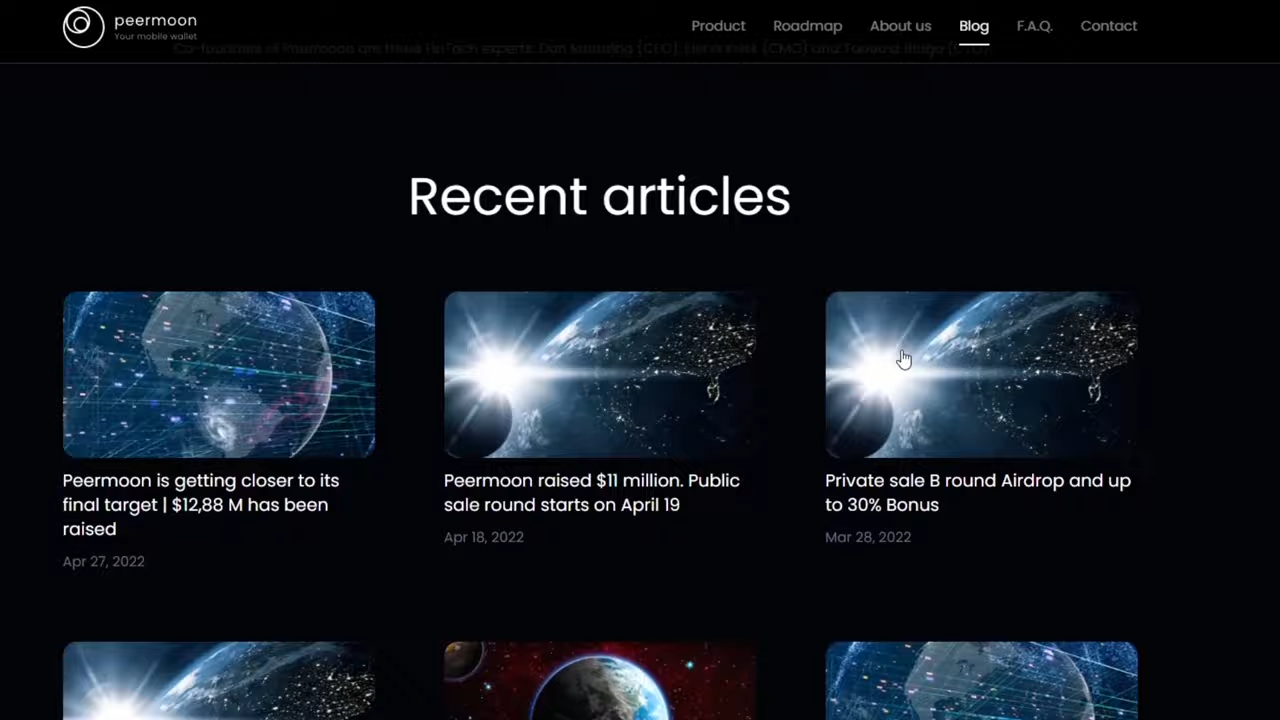 peermoon
Your mobile wallet
Product Roadmap About us Blog F.A.Q. Contact
Recent articles
Peermoon is getting closer to its
final target | $12,88 M has been
raised
Apr 27, 2022
Peermoon raised $11 million. Public
sale round starts on April 19
Apr 18, 2022
Private sale B round Airdrop and up
to 30% Bonus
Mar 28, 2022